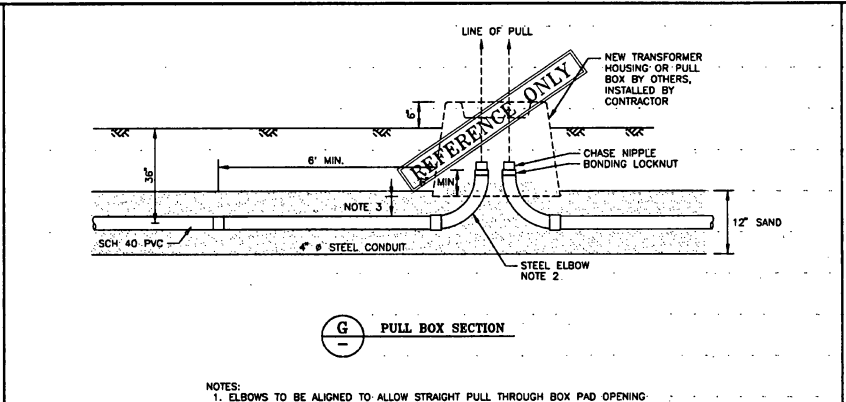 LINE OF PULL
NEW TRANSFORMER
HOUSING OR PULL
BOX BY OTHERS,
INSTALLED BY
CONTRACTOR
REFERENCE ONLY
6"
36"
6' MIN.
MIN
CHASE NIPPLE
BONDING LOCKNUT
NOTE 3
12" SAND
SCH 40 PVC
4" ø STEEL CONDUIT
STEEL ELBOW
NOTE 2
G
PULL BOX SECTION
NOTES:
1. ELBOWS TO BE ALIGNED TO ALLOW STRAIGHT PULL THROUGH BOX PAD OPENING